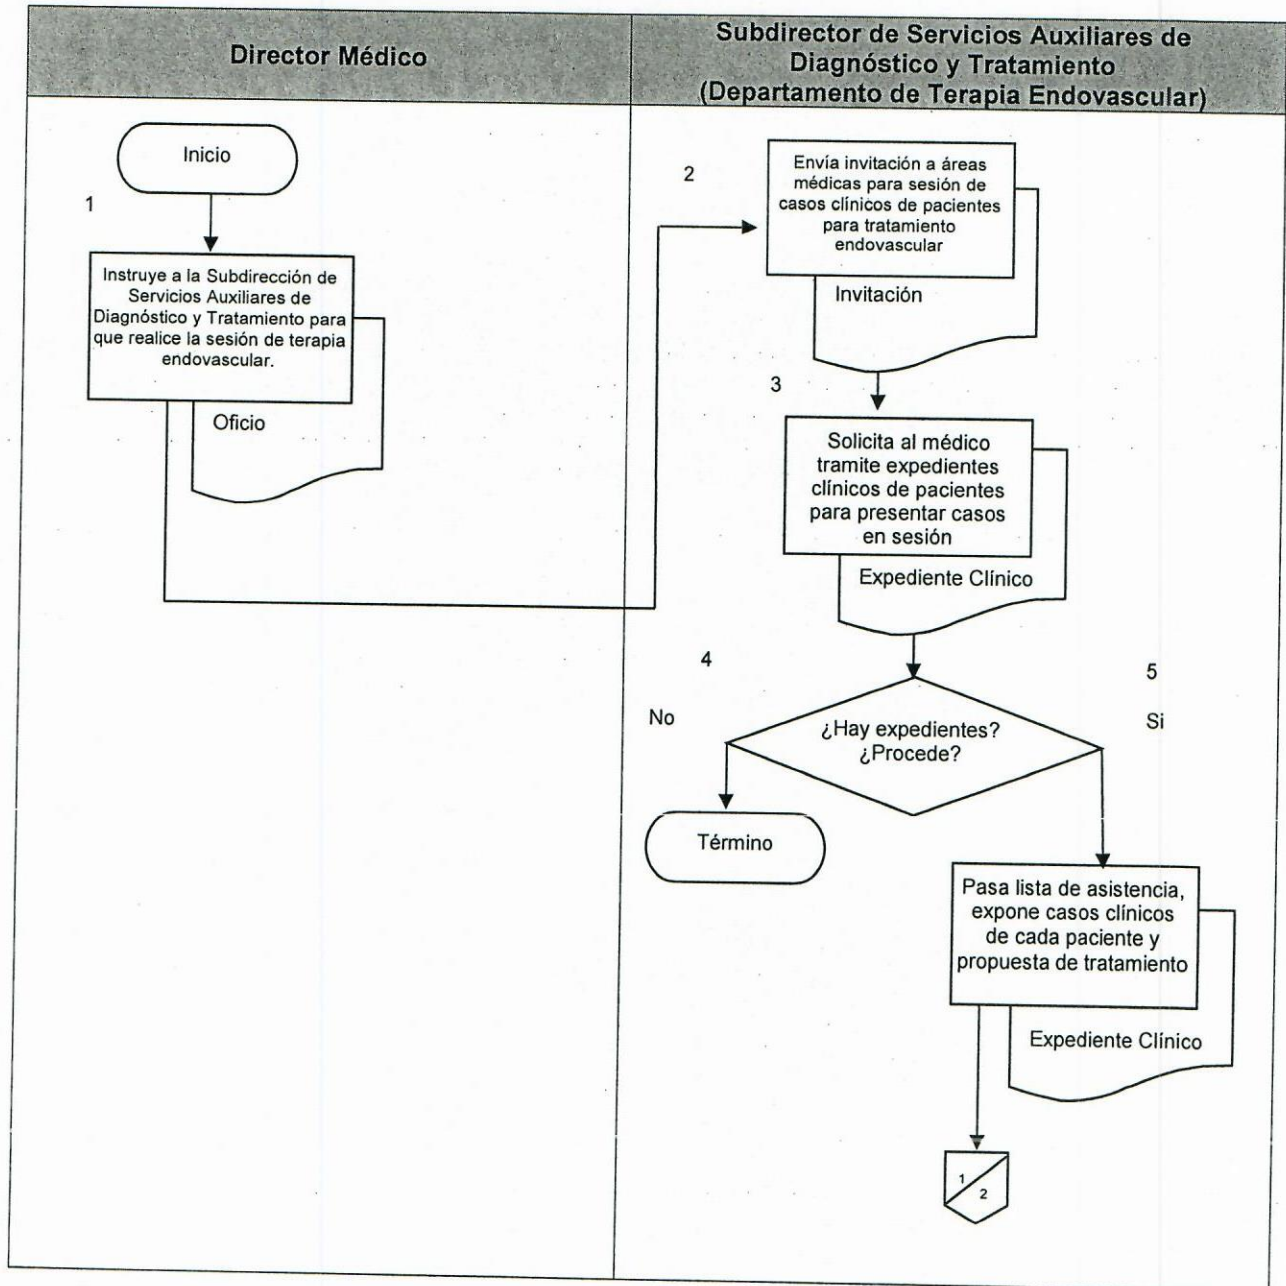 Director Médico
Subdirector de Servicios Auxiliares de
Diagnóstico y Tratamiento
(Departamento de Terapia Endovascular)
Inicio
1
Instruye a la Subdirección de
Servicios Auxiliares de
Diagnóstico y Tratamiento para
que realice la sesión de terapia
endovascular.
Oficio
2
Envía invitación a áreas
médicas para sesión de
casos clínicos de pacientes
para tratamiento
endovascular
Invitación
3
Solicita al médico
tramite expedientes
clínicos de pacientes
para presentar casos
en sesión
Expediente Clínico
4
No
¿Hay expedientes?
¿Procede?
5
Si
Término
Pasa lista de asistencia,
expone casos clínicos
de cada paciente y
propuesta de tratamiento
Expediente Clínico
1
2